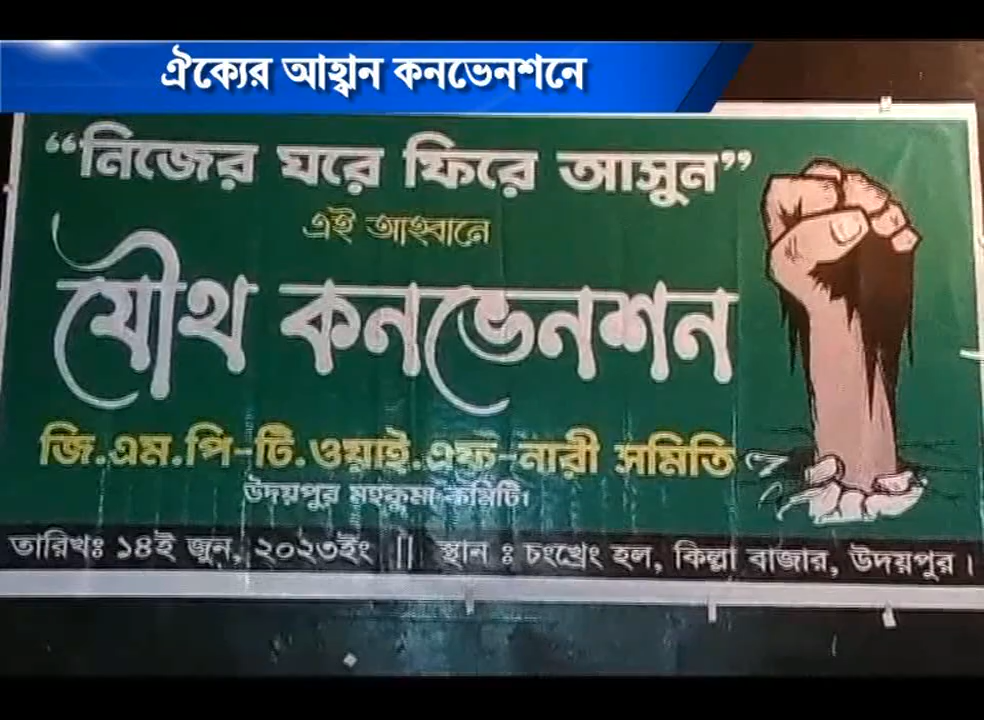 ঐক্যের আহ্বান কনভেনশনে
“নিজের ঘরে ফিরে আসুন”
এই আহবানে
যৌথ কনভেনশন
জি.এম.পি-টি.ওয়াই.এফ-নারী সমিতি
উদয়পুর মহকুমা কমিটি।
তারিখঃ ১৪ই জুন, ২০২৩ইং || স্থান ঃ চংখ্রেং হল, কিল্লা বাজার, উদয়পুর।